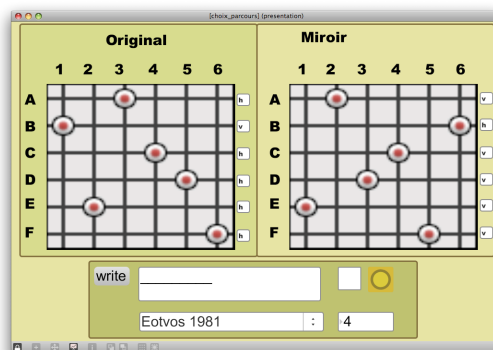 [choix_parcours] (presentation)
Original
1 2 3 4 5 6
A h
B v
C h
D h
E h
F h
Miroir
1 2 3 4 5 6
A v
B h
C v
D v
E v
F v
write
Eotvos 1981 : 4